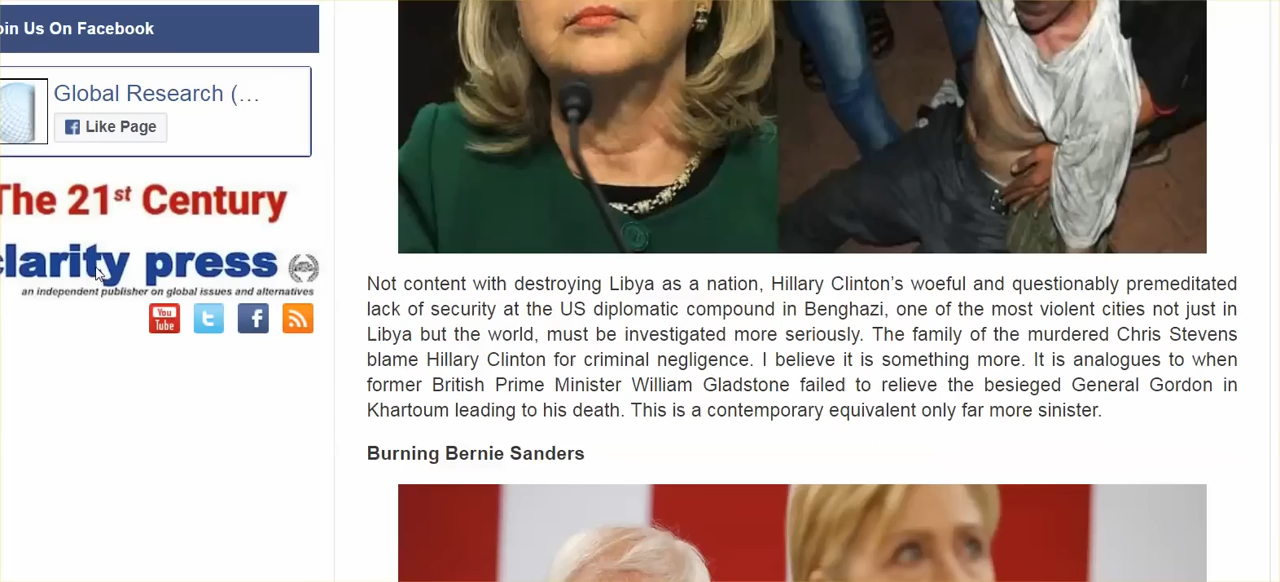 oin Us On Facebook
Global Research (...
Like Page
The 21st Century
clarity press
an independent publisher on global issues and alternatives
You
Tube
Not content with destroying Libya as a nation, Hillary Clinton’s woeful and questionably premeditated
lack of security at the US diplomatic compound in Benghazi, one of the most violent cities not just in
Libya but the world, must be investigated more seriously. The family of the murdered Chris Stevens
blame Hillary Clinton for criminal negligence. I believe it is something more. It is analogues to when
former British Prime Minister William Gladstone failed to relieve the besieged General Gordon in
Khartoum leading to his death. This is a contemporary equivalent only far more sinister.
Burning Bernie Sanders